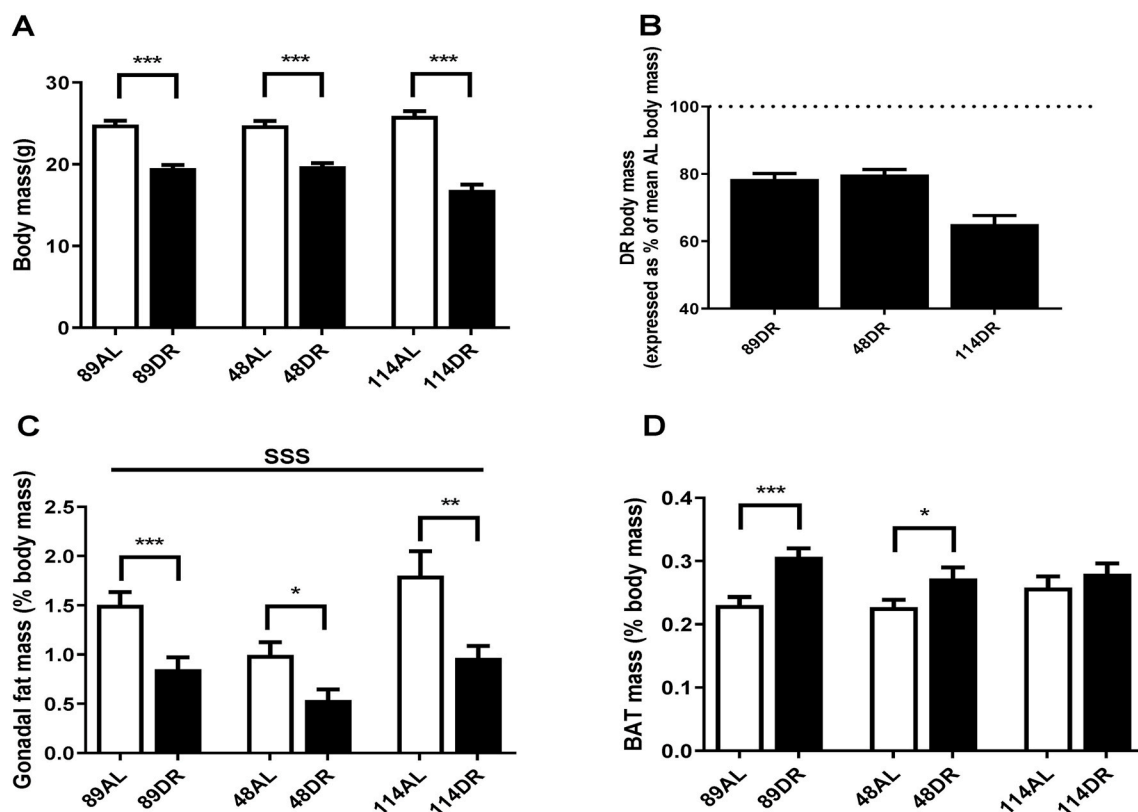 A
Body mass(g)
30
20
10
0
***
***
***
89AL
89DR
48AL
48DR
114AL
114DR
B
DR body mass
(expressed as % of mean AL body mass)
100
80
60
40
89DR
48DR
114DR
C
Gonadal fat mass (% body mass)
2.5
2.0
1.5
1.0
0.5
0.0
SSS
***
*
**
89AL
89DR
48AL
48DR
114AL
114DR
D
BAT mass (% body mass)
0.4
0.3
0.2
0.1
0.0
***
*
89AL
89DR
48AL
48DR
114AL
114DR